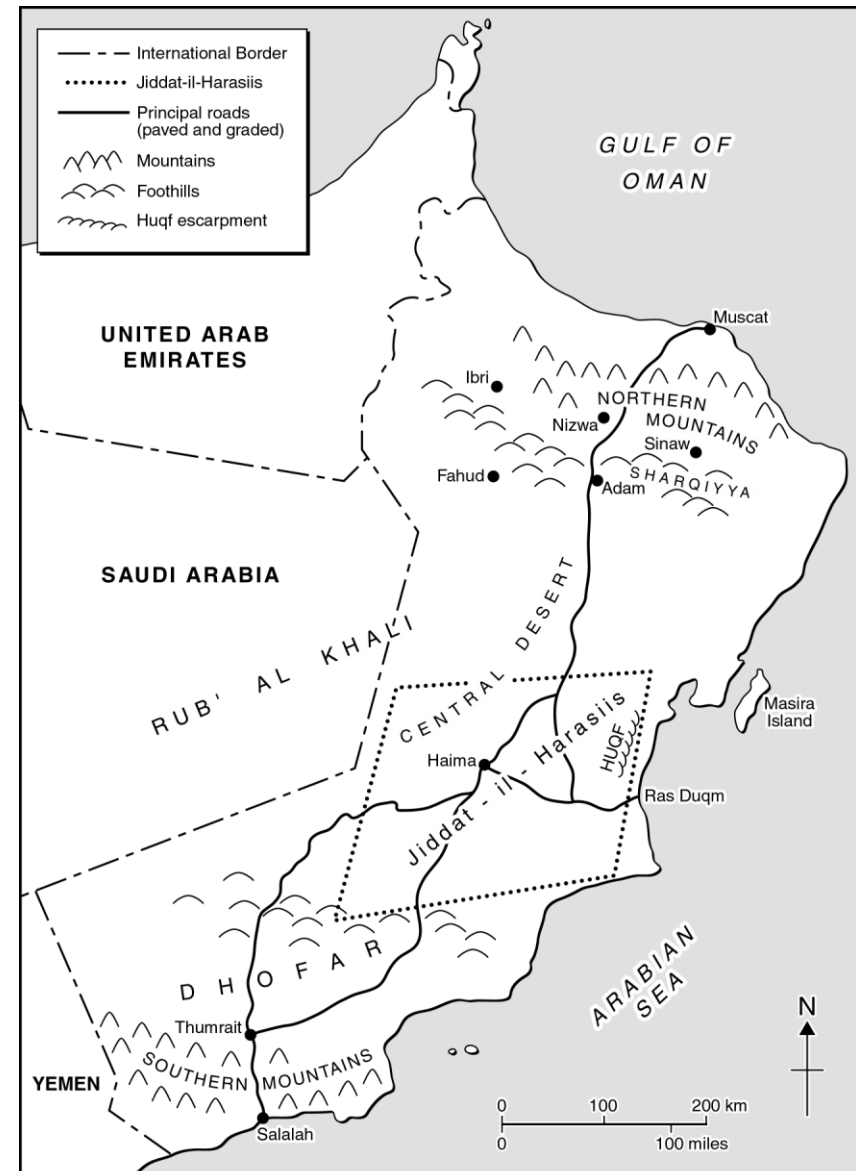 International Border
Jiddat-il-Harasiis
Principal roads
(paved and graded)
Mountains
Foothills
Huqf escarpment
GULF OF
OMAN
UNITED ARAB
EMIRATES
Muscat
Ibri
NORTHERN
MOUNTAINS
Nizwa
Sinaw
Fahud
Adam
SHARQIYYA
SAUDI ARABIA
RUB' AL KHALI
CENTRAL DESERT
Masira
Island
HUQF
Haima
Jiddat - il - Harasiis
Ras Duqm
DHOFAR
ARABIAN
SEA
N
Thumrait
YEMEN
SOUTHERN MOUNTAINS
Salalah
0 100 200 km
0 100 miles